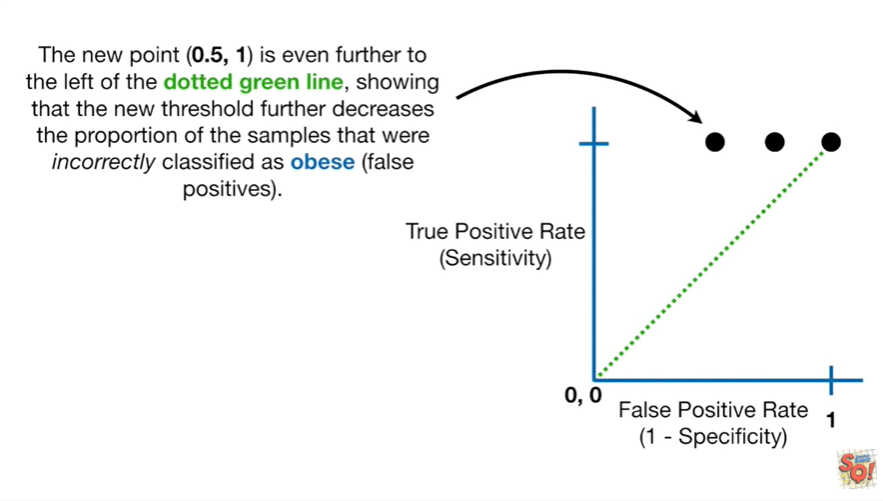 The new point (0.5, 1) is even further to
the left of the dotted green line, showing
that the new threshold further decreases
the proportion of the samples that were
incorrectly classified as obese (false
positives).
True Positive Rate
(Sensitivity)
0, 0
False Positive Rate
(1 - Specificity)
1
SQ!